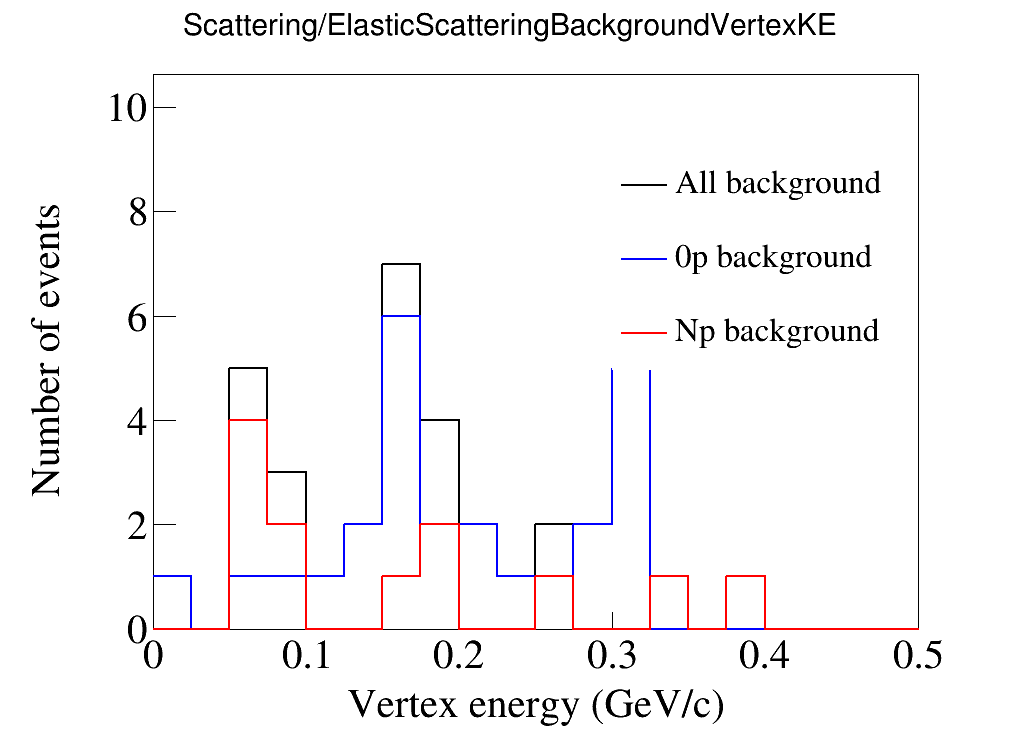 Scattering/ElasticScatteringBackgroundVertexKE
10
8
6
4
2
0
Number of events
All background
0p background
Np background
0 0.1 0.2 0.3 0.4 0.5
Vertex energy (GeV/c)